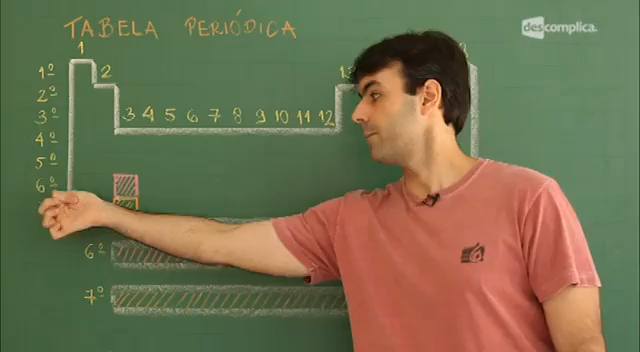 descomplica.
TABELA PERIÓDICA
1
2
1º
2º
3 4 5 6 7 8 9 10 11 12
3º
4º
5º
6º
6º
7º